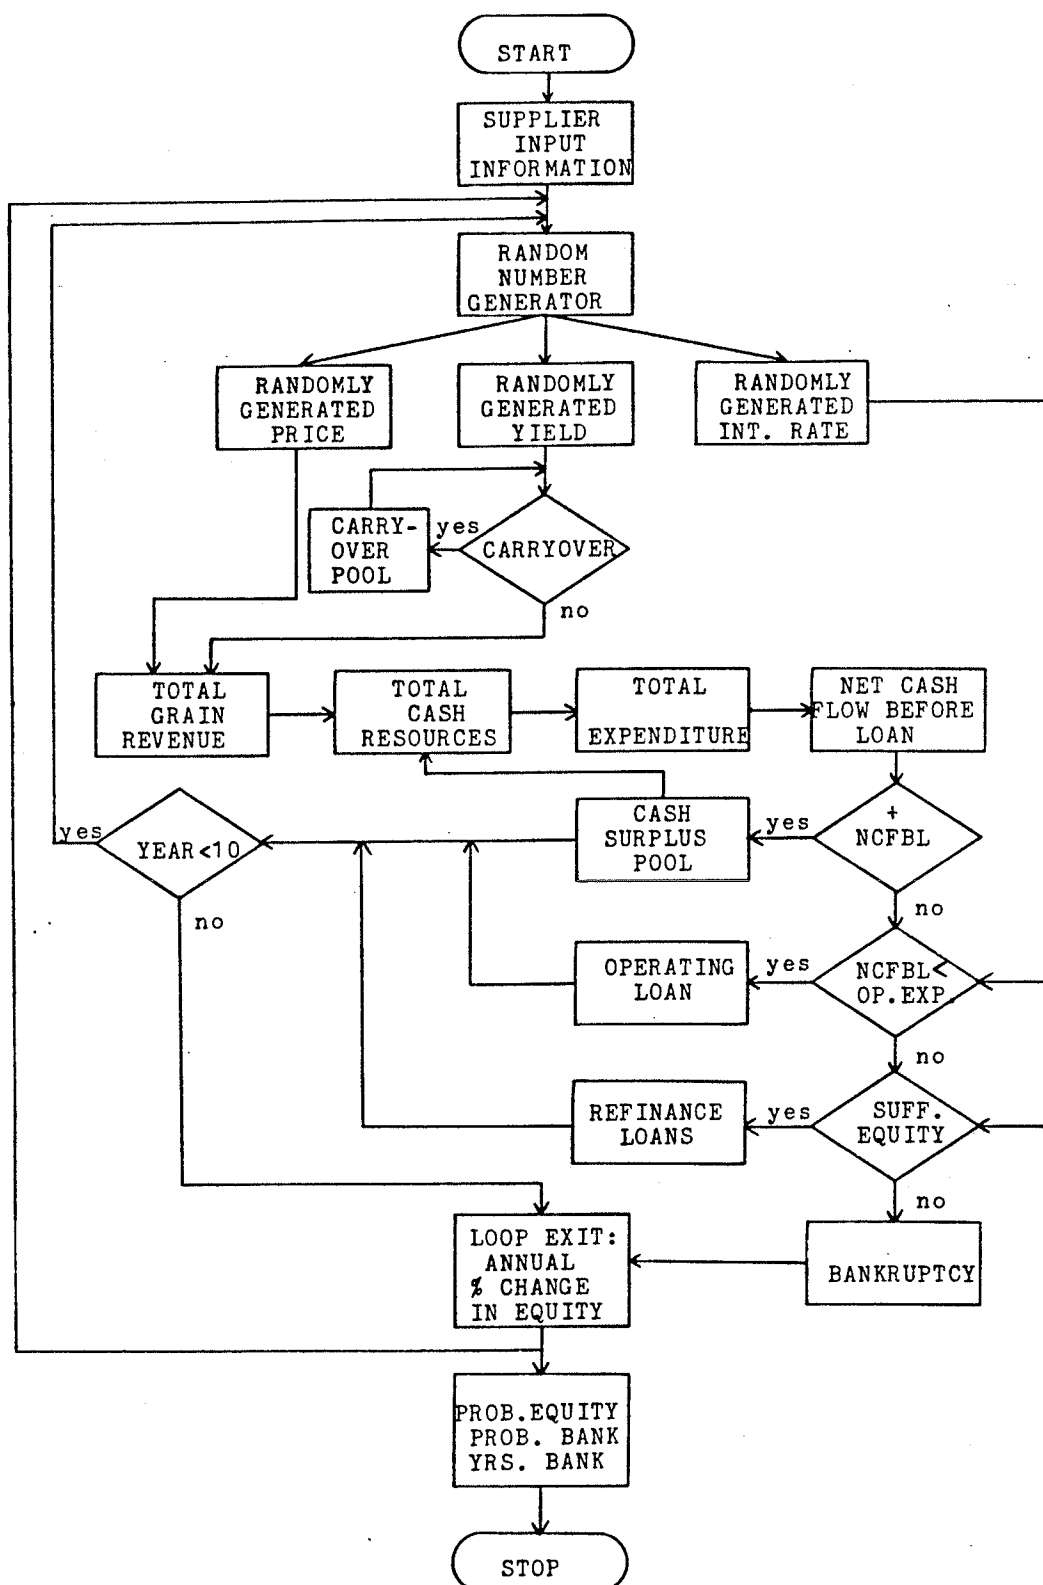 START
SUPPLIER
INPUT
INFORMATION
RANDOM
NUMBER
GENERATOR
RANDOMLY
GENERATED
PRICE
RANDOMLY
GENERATED
YIELD
RANDOMLY
GENERATED
INT. RATE
CARRY-
OVER
POOL
yes
CARRYOVER
no
TOTAL
GRAIN
REVENUE
TOTAL
CASH
RESOURCES
TOTAL
EXPENDITURE
NET CASH
FLOW BEFORE
LOAN
yes
YEAR<10
no
CASH
SURPLUS
POOL
yes
+
NCFBL
no
OPERATING
LOAN
yes
NCFBL<
OP.EXP.
no
REFINANCE
LOANS
yes
SUFF.
EQUITY
no
LOOP EXIT:
ANNUAL
% CHANGE
IN EQUITY
BANKRUPTCY
PROB.EQUITY
PROB. BANK
YRS. BANK
STOP